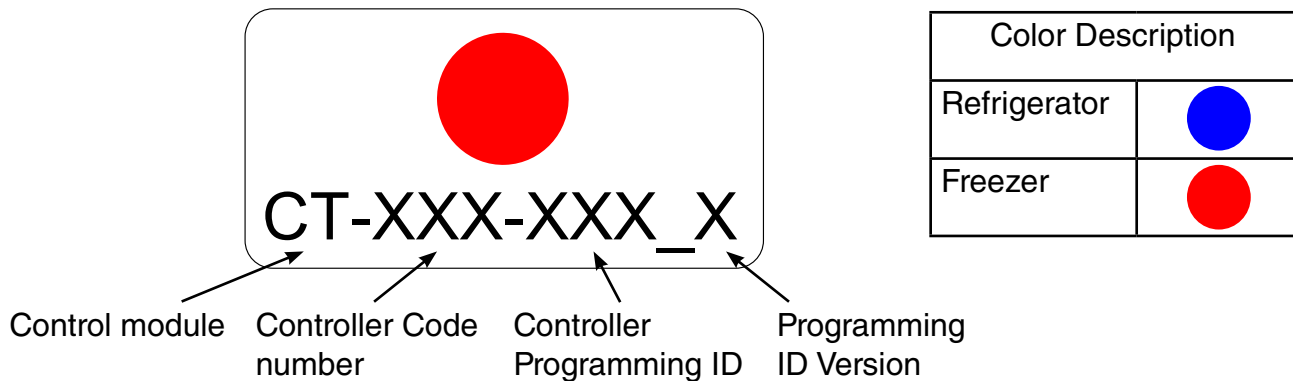 CT-XXX-XXX_X
Control module
Controller Code
number
Controller
Programming ID
Programming
ID Version
Color Description
Refrigerator
Freezer